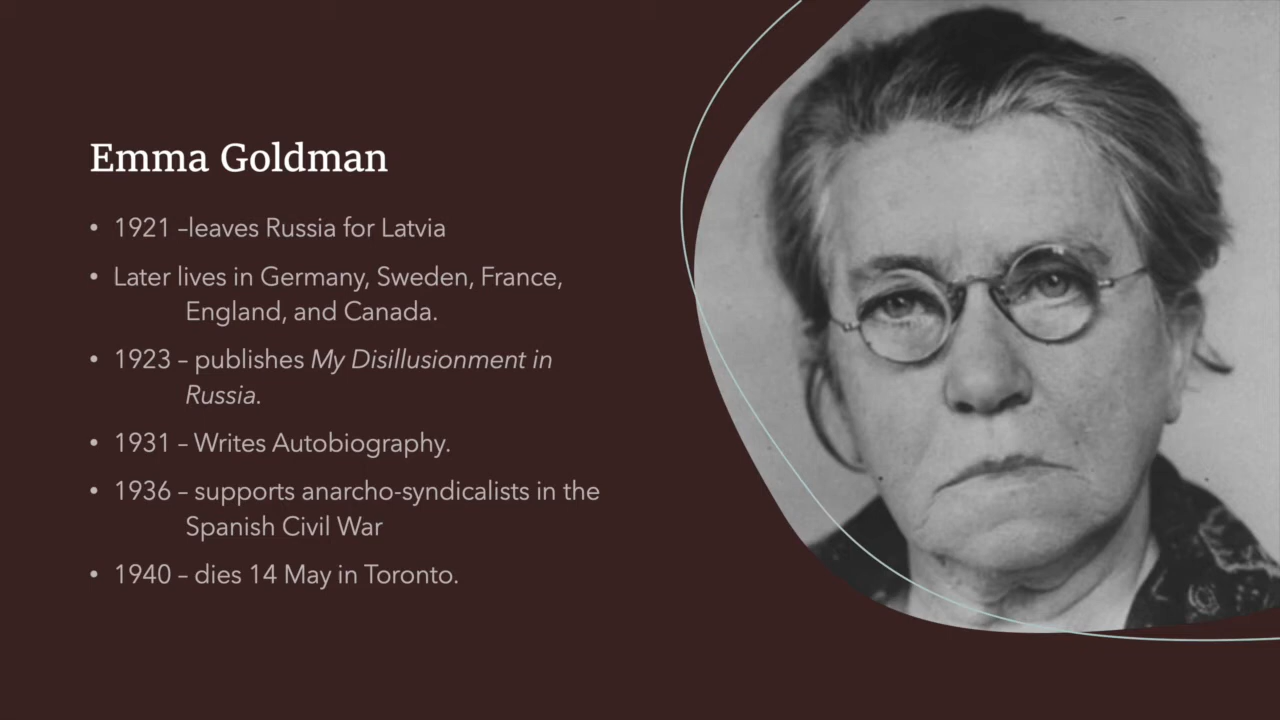 Emma Goldman
• 1921 –leaves Russia for Latvia
• Later lives in Germany, Sweden, France,
England, and Canada.
• 1923 – publishes My Disillusionment in
Russia.
• 1931 – Writes Autobiography.
• 1936 – supports anarcho-syndicalists in the
Spanish Civil War
• 1940 – dies 14 May in Toronto.